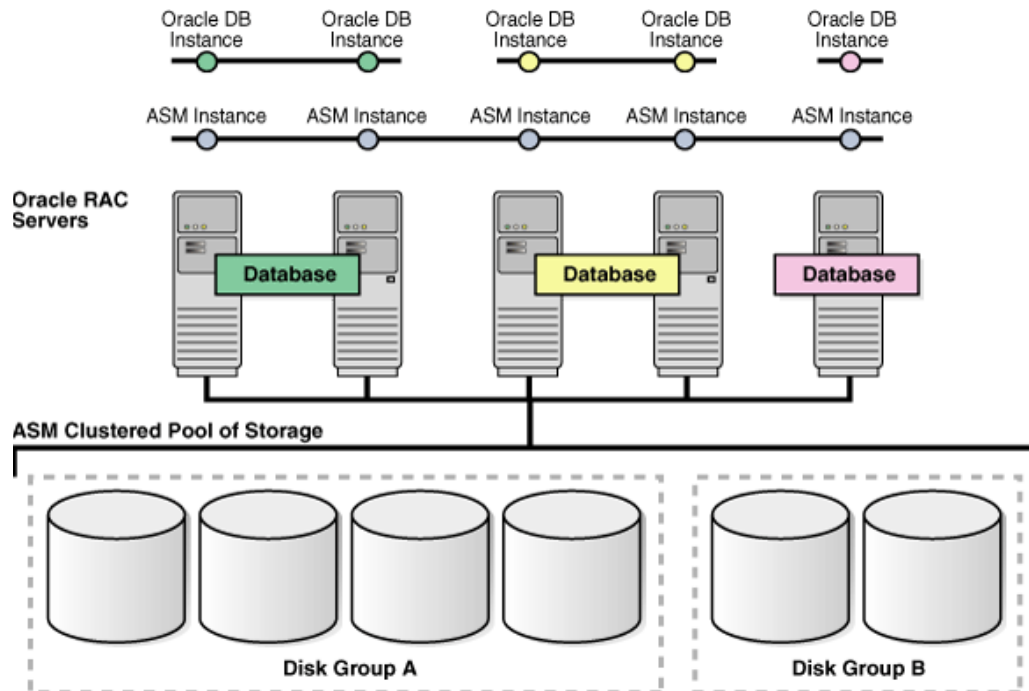 Oracle DB Oracle DB Oracle DB Oracle DB Oracle DB
Instance Instance Instance Instance Instance
ASM Instance ASM Instance ASM Instance ASM Instance ASM Instance
Oracle RAC
Servers
Database Database Database
ASM Clustered Pool of Storage
Disk Group A Disk Group B